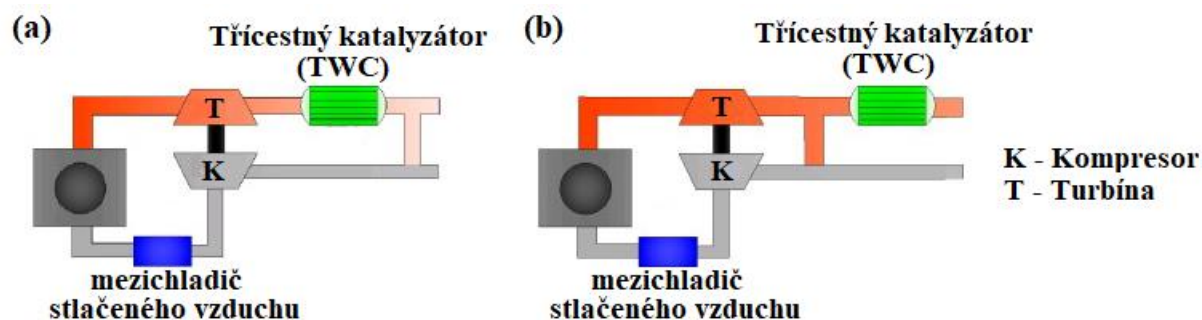 (a)
Třícestný katalyzátor
(TWC)
T
K
mezichladič
stlačeného vzduchu
(b)
Třícestný katalyzátor
(TWC)
T
K
mezichladič
stlačeného vzduchu
K - Kompresor
T - Turbína